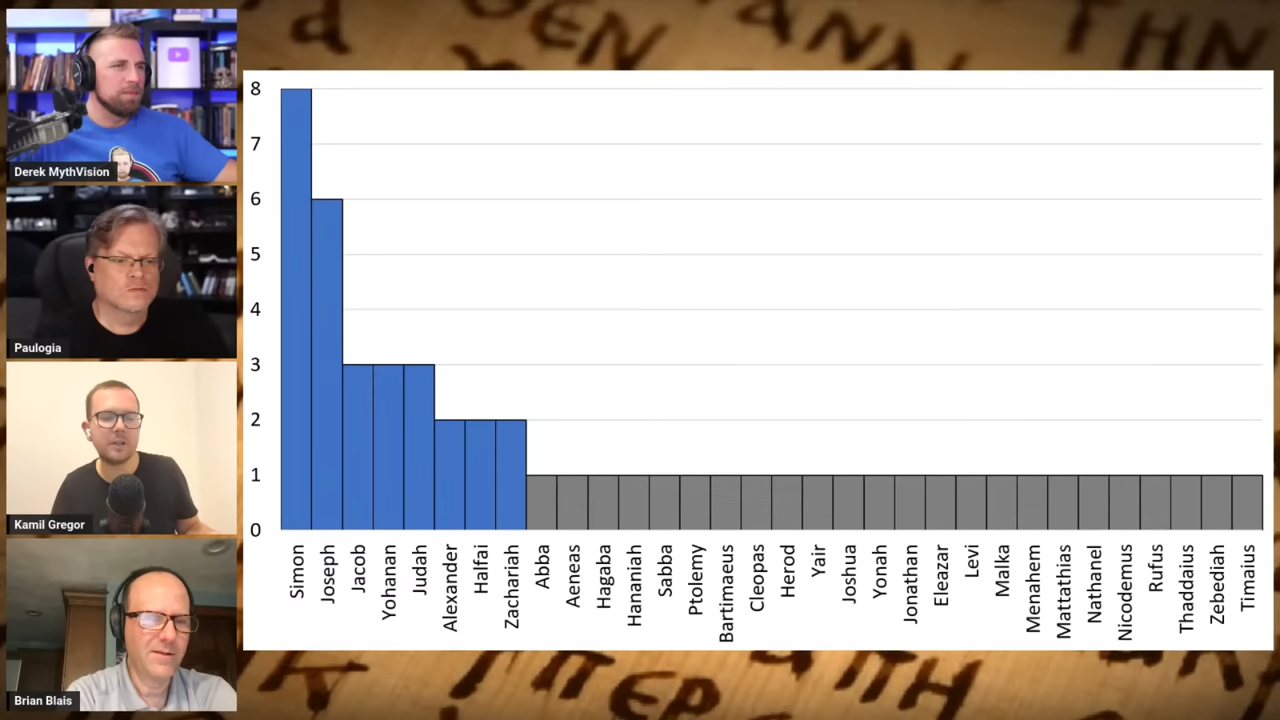 Derek MythVision
Paulogia
Kamil Gregor
Brian Blais
8
7
6
5
4
3
2
1
0
Simon
Joseph
Jacob
Yohanan
Judah
Alexander
Halfai
Zachariah
Abba
Aeneas
Hagaba
Hananiah
Sabba
Ptolemy
Bartimaeus
Cleopas
Herod
Yair
Joshua
Yonah
Jonathan
Eleazar
Levi
Malka
Menahem
Mattathias
Nathanel
Nicodemus
Rufus
Thaddaius
Zebediah
Timaius